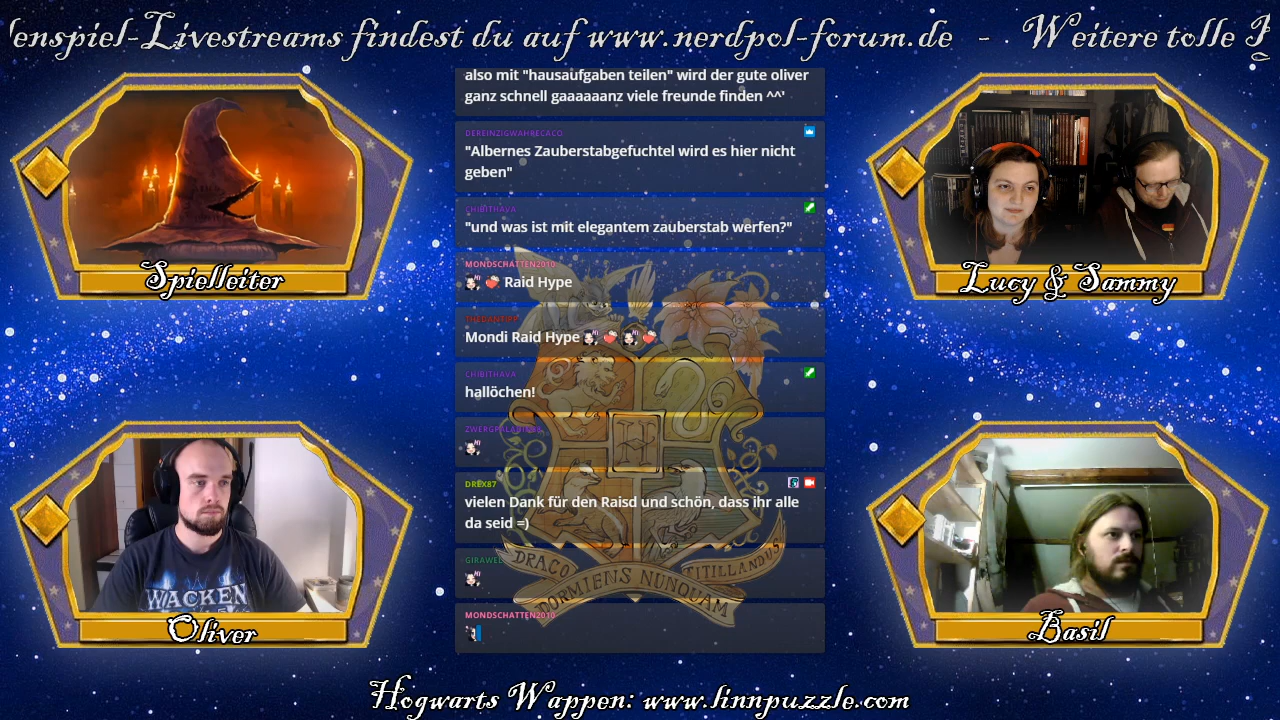 'enspiel-Livestreams findest du auf www.nerdpol-forum.de - Weitere tolle
also mit "hausaufgaben teilen" wird der gute oliver
ganz schnell gaaaaaanz viele freunde finden ^^'
DEREINZIGWAHRECACO
"Albernes Zauberstabgefuchtel wird es hier nicht
geben"
CHIBITHAVA
"und was ist mit elegantem zauberstab werfen?"
MONDSCHATTEN2010
Raid Hype
Mondi Raid Hype
CHIBITHAVA
hallöchen!
DREX87
vielen Dank für den Raisd und schön, dass ihr alle
da seid =)
MONDSCHATTEN2010
Spielleiter
Lucy & Sammy
WACKEN
Oliver
Basil
H
DRACO
DORMIENS NUNQUAM
TITILLANDUS
Hogwarts Wappen: www.linnpuzzle.com